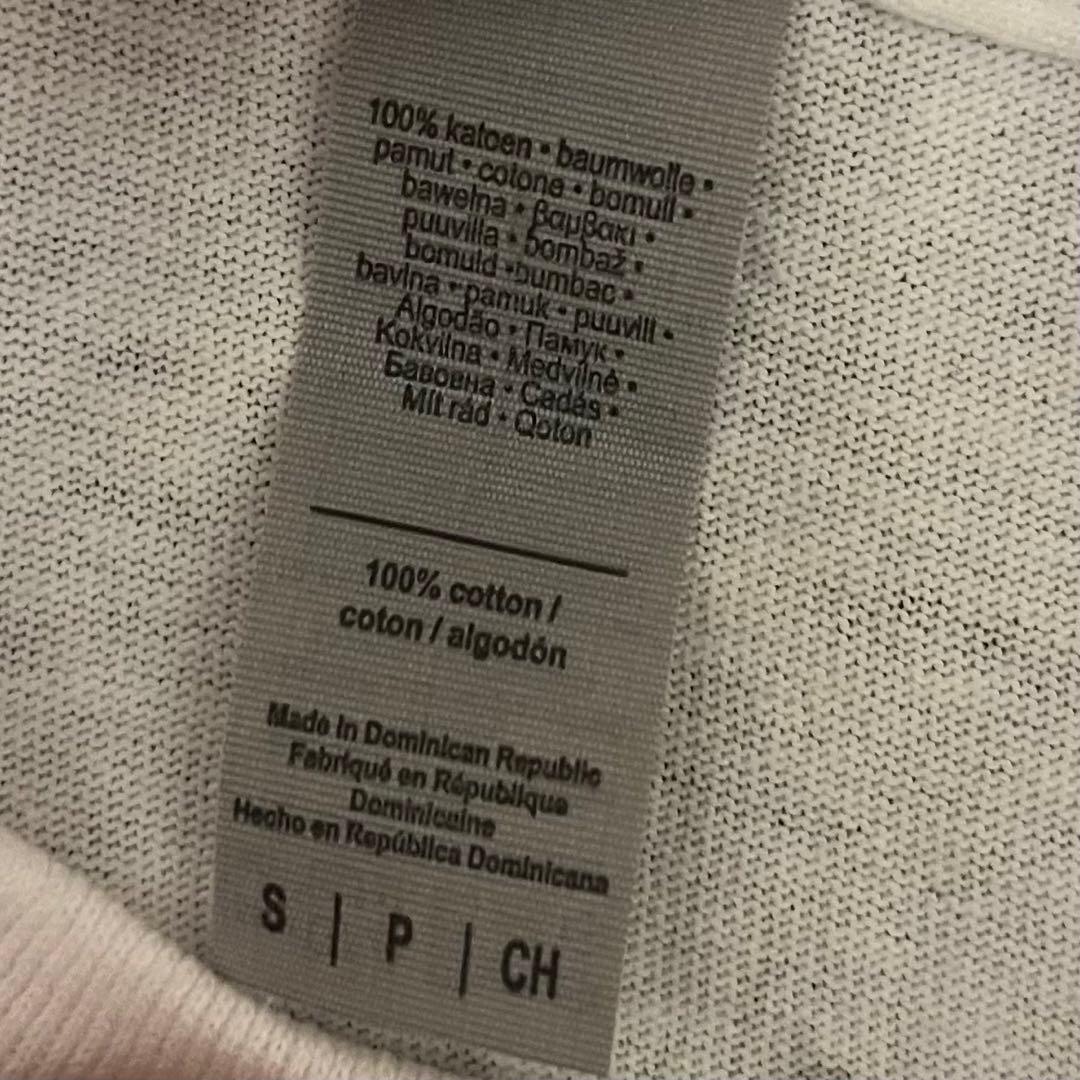 100% katoen • baumwolle •
pamut • cotone • bomull •
bawełna • βαμβακι •
puuvilla • bombaž •
bomuld • bumbac •
bavlna • pamuk • puuvill •
Algodão • Памук •
Kokvilna • Medvilnė •
Бавовна • Cadás •
Mit rád • Qoton
100% cotton /
coton / algodón
Made in Dominican Republic
Fabriqué en République
Dominicaine
Hecho en República Dominicana
S | P | CH